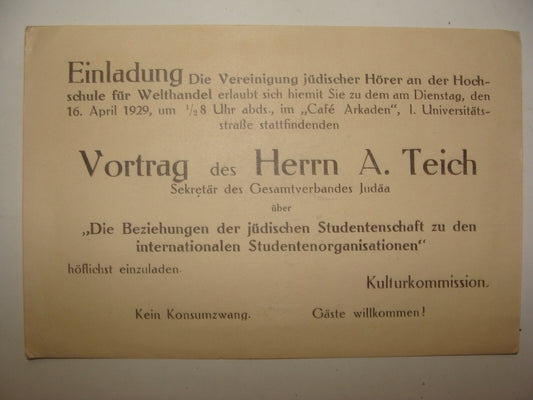 Einladung Die Vereinigung jüdischer Hörer an der Hoch-
schule für Welthandel erlaubt sich hiemit Sie zu dem am Dienstag, den
16. April 1929, um ½8 Uhr abds., im „Café Arkaden", I. Universitäts-
straße stattfindenden
Vortrag des Herrn A. Teich
Sekretär des Gesamtverbandes Judäa
über
„Die Beziehungen der jüdischen Studentenschaft zu den
internationalen Studentenorganisationen"
höflichst einzuladen.
Kulturkommission.
Kein Konsumzwang. Gäste willkommen!